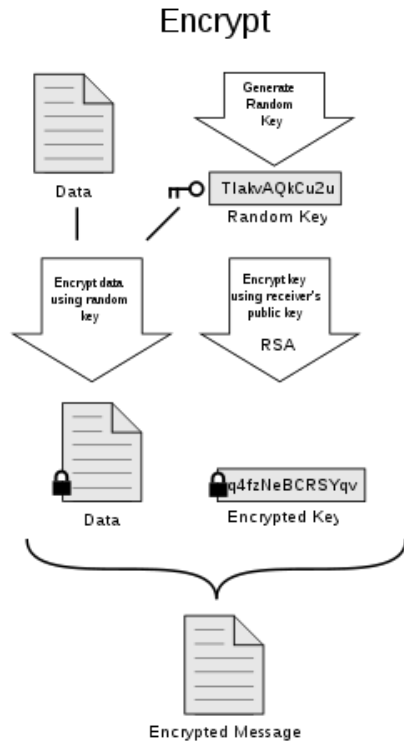 Encrypt
Generate
Random
Key
TIakvAQkCu2u
Data
Random Key
Encrypt data
using random
key
Encrypt key
using receiver's
public key
RSA
q4fzNeBCRSYqv
Data
Encrypted Key
Encrypted Message